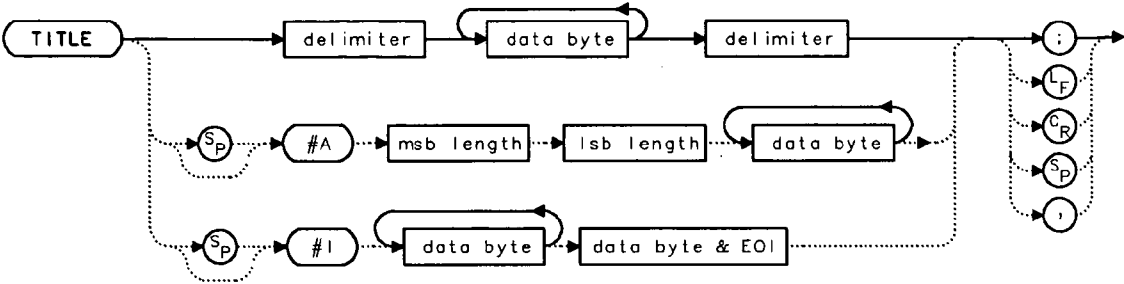 TITLE delimiter data byte delimiter ;
LF
CR
SP #A msb length lsb length data byte SP
,
SP #I data byte data byte & EOI